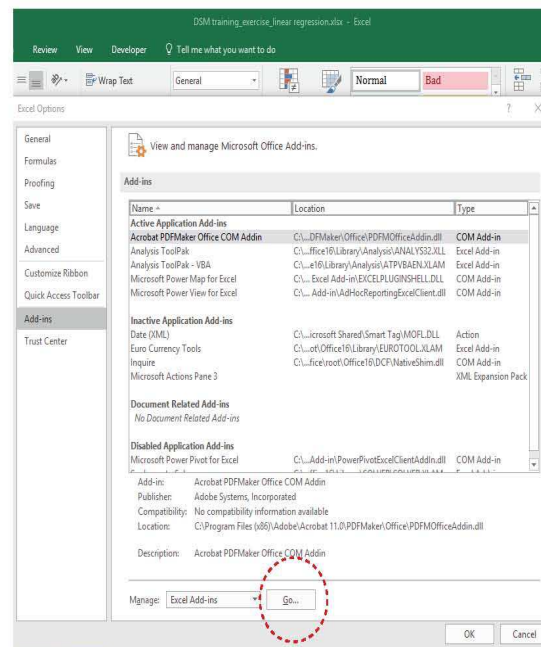 DSM training_exercise_linear regression.xlsx - Excel
Review View Developer Tell me what you want to do
Wrap Text General Normal Bad
Excel Options ? X
General
Formulas
Proofing
Save
Language
Advanced
Customize Ribbon
Quick Access Toolbar
Add-ins
Trust Center
View and manage Microsoft Office Add-ins.
Add-ins
Name Location Type
Active Application Add-ins
Acrobat PDFMaker Office COM Addin C:\...DFMaker\Office\PDFMOfficeAddin.dll COM Add-in
Analysis ToolPak C:\...ffice16\Library\Analysis\ANALYS32.XLL Excel Add-in
Analysis ToolPak - VBA C:\...e16\Library\Analysis\ATPVBAEN.XLAM Excel Add-in
Microsoft Power Map for Excel C:\... Excel Add-in\EXCELPLUGINSHELL.DLL COM Add-in
Microsoft Power View for Excel C:\... Add-in\AdHocReportingExcelClient.dll COM Add-in
Inactive Application Add-ins
Date (XML) C:\...icrosoft Shared\Smart Tag\MOFL.DLL Action
Euro Currency Tools C:\...ot\Office16\Library\EUROTOOL.XLAM Excel Add-in
Inquire C:\...fice\root\Office16\DCF\NativeShim.dll COM Add-in
Microsoft Actions Pane 3 XML Expansion Pack
Document Related Add-ins
No Document Related Add-ins
Disabled Application Add-ins
Microsoft Power Pivot for Excel C:\...Add-in\PowerPivotExcelClientAddIn.dll COM Add-in
Add-in: Acrobat PDFMaker Office COM Addin
Publisher: Adobe Systems, Incorporated
Compatibility: No compatibility information available
Location: C:\Program Files (x86)\Adobe\Acrobat 11.0\PDFMaker\Office\PDFMOfficeAddin.dll
Description: Acrobat PDFMaker Office COM Addin
Manage: Excel Add-ins Go...
OK Cancel